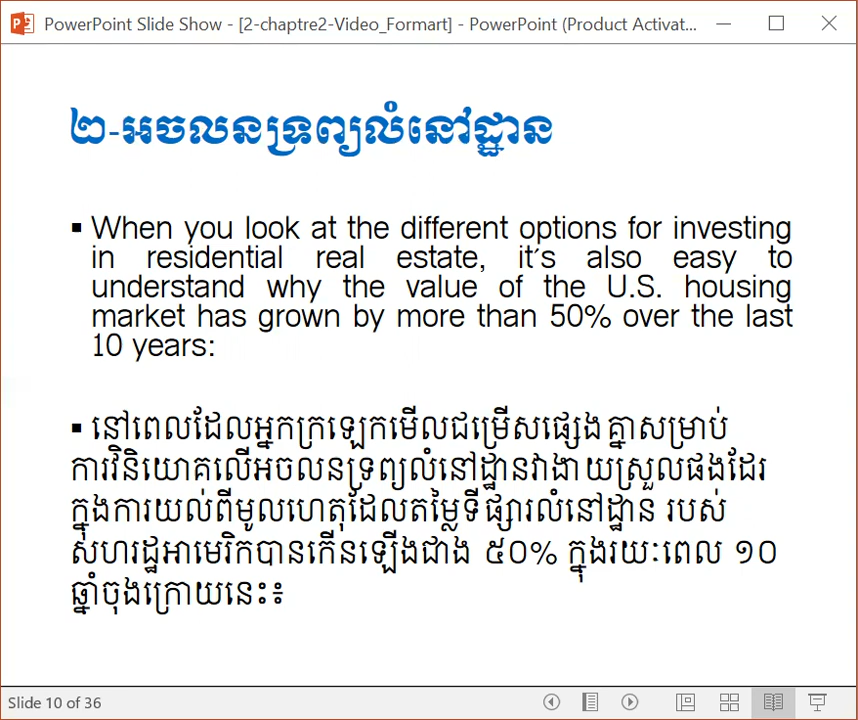 PowerPoint Slide Show - [2-chaptre2-Video_Formart] - PowerPoint (Product Activat...
២-អចលនទ្រព្យលំនៅដ្ឋាន
▪ When you look at the different options for investing
in residential real estate, it's also easy to
understand why the value of the U.S. housing
market has grown by more than 50% over the last
10 years:
▪ នៅពេលដែលអ្នកក្រឡេកមើលជម្រើសផ្សេងគ្នាសម្រាប់
ការវិនិយោគលើអចលនទ្រព្យលំនៅដ្ឋានវាងាយស្រួលផងដែរ
ក្នុងការយល់ពីមូលហេតុដែលតម្លៃទីផ្សារលំនៅដ្ឋាន របស់
សហរដ្ឋអាមេរិកបានកើនឡើងជាង ៥០% ក្នុងរយៈពេល ១០
ឆ្នាំចុងក្រោយនេះ៖
Slide 10 of 36